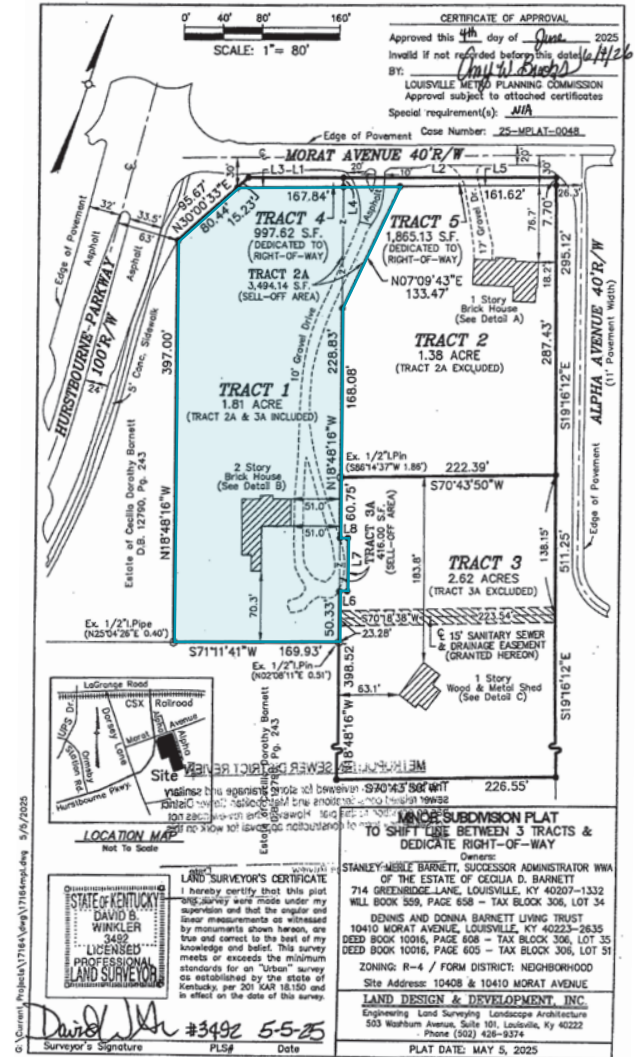 0 80' 160'
SCALE: 1"= 80'
CERTIFICATE OF APPROVAL
Approved this 4th day of June 2025
Invalid if not recorded before this date: 6/4/26
BY:
LOUISVILLE METRO PLANNING COMMISSION
Approval subject to attached certificates
Special requirement(s): N/A
Case Number: 25-MPLAT-0048
Edge of Pavement
MORAT AVENUE 40'R/W
30'
L3-L1
20'
10'
L2
L5
20'
30'
26.3'
95.67'
N30°00'33"E
80.44'
15.23'
167.84'
L4
Asphalt
161.62'
7.70'
32'
33.5'
63'
Edge of Pavement
Asphalt
Asphalt
TRACT 4
997.62 S.F.
(DEDICATED TO
RIGHT-OF-WAY)
TRACT 5
1,865.13 S.F.
(DEDICATED TO
RIGHT-OF-WAY)
17' Gravel Dr.
76.7'
18.2'
295.12'
TRACT 2A
3,494.14 S.F.
(SELL-OFF AREA)
N07°09'43"E
133.47'
1 Story
Brick House
(See Detail A)
HURSTBOURNE PARKWAY
100'R/W
5' Conc. Sidewalk
24'
397.00'
10' Gravel Drive
228.83'
168.08'
TRACT 2
1.38 ACRE
(TRACT 2A EXCLUDED)
287.43'
S19°16'12"E
ALPHA AVENUE 40'R/W
(11' Pavement Width)
TRACT 1
1.81 ACRE
(TRACT 2A & 3A INCLUDED)
N18°48'16"W
Ex. 1/2"I.Pin
(S86°14'37"W 1.86')
222.39'
S70°43'50"W
Edge of Pavement
Estate of Cecilia Dorothy Barnett
D.B. 12790, Pg. 243
N18°48'16"W
2 Story
Brick House
(See Detail B)
51.0'
51.0'
60.75'
L8
L7
TRACT 3A
416.00 S.F.
(SELL-OFF AREA)
183.8'
138.15'
511.25'
TRACT 3
2.62 ACRES
(TRACT 3A EXCLUDED)
70.3'
50.33'
L6
S70°18'38"W
223.54'
23.28'
15' SANITARY SEWER
& DRAINAGE EASEMENT
(GRANTED HEREON)
Ex. 1/2"I.Pipe
(N25°04'26"E 0.40')
S71°11'41"W
169.93'
Ex. 1/2"I.Pin
(N02°08'11"E 0.51')
398.52
63.1'
N18°48'16"W
1 Story
Wood & Metal Shed
(See Detail C)
S19°16'12"E
S70°43'50"W
226.55'
LaGrange Road
CSX Railroad
UPS Dr.
Dorsey Lane
Morat Avenue
Alpha
Ormsby Station Rd.
Site
Hurstbourne Pkwy.
LOCATION MAP
Not To Scale
METROPOLITAN SEWER DISTRICT REVIEW
MINOR SUBDIVISION PLAT
TO SHIFT LINE BETWEEN 3 TRACTS &
DEDICATE RIGHT-OF-WAY
Owners:
STANLEY MERLE BARNETT, SUCCESSOR ADMINISTRATOR WWA
OF THE ESTATE OF CECILIA D. BARNETT
714 GREENRIDGE LANE, LOUISVILLE, KY 40207-1332
WILL BOOK 559, PAGE 658 - TAX BLOCK 306, LOT 34
DENNIS AND DONNA BARNETT LIVING TRUST
10410 MORAT AVENUE, LOUISVILLE, KY 40223-2635
DEED BOOK 10016, PAGE 608 - TAX BLOCK 306, LOT 35
DEED BOOK 10016, PAGE 605 - TAX BLOCK 306, LOT 51
ZONING: R-4 / FORM DISTRICT: NEIGHBORHOOD
Site Address: 10408 & 10410 MORAT AVENUE
LAND DESIGN & DEVELOPMENT, INC.
Engineering Land Surveying Landscape Architecture
503 Washburn Avenue, Suite 101, Louisville, KY 40222
Phone (502) 426-9374
PLAT DATE: MAY 5, 2025
STATE OF KENTUCKY
DAVID B.
WINKLER
3492
LICENSED
PROFESSIONAL
LAND SURVEYOR
LAND SURVEYOR'S CERTIFICATE
I hereby certify that this plat
and survey were made under my
supervision and that the angular and
linear measurements as witnessed
by monuments shown hereon, are
true and correct to the best of my
knowledge and belief. This survey
meets or exceeds the minimum
standards for an "Urban" survey
as established by the state of
Kentucky, per 201 KAR 18.150 and
in effect on the date of this survey.
#3492 5-5-25
Surveyor's Signature PLS# Date
G:\Current_Projects\17164\dwg\17164mpl.dwg 5/5/2025